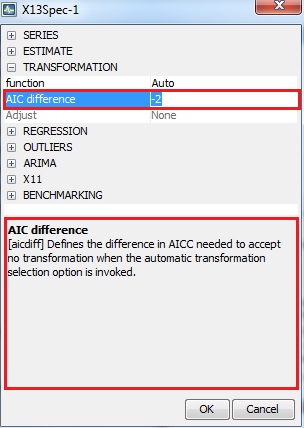 X13Spec-1
SERIES
ESTIMATE
TRANSFORMATION
function Auto
AIC difference -2
Adjust None
REGRESSION
OUTLIERS
ARIMA
X11
BENCHMARKING
AIC difference
[aicdiff] Defines the difference in AICC needed to accept
no transformation when the automatic transformation
selection option is invoked.
OK Cancel